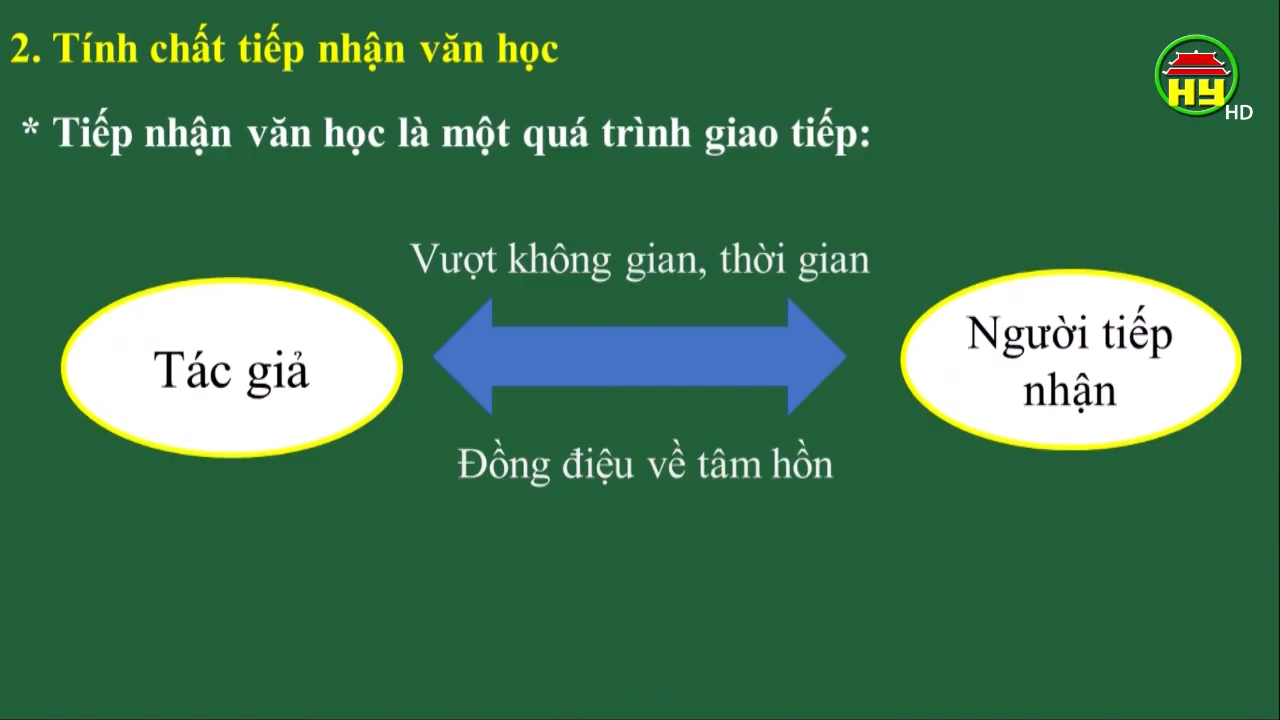 2. Tính chất tiếp nhận văn học
HY
HD
* Tiếp nhận văn học là một quá trình giao tiếp:
Vượt không gian, thời gian
Tác giả
Người tiếp
nhận
Đồng điệu về tâm hồn